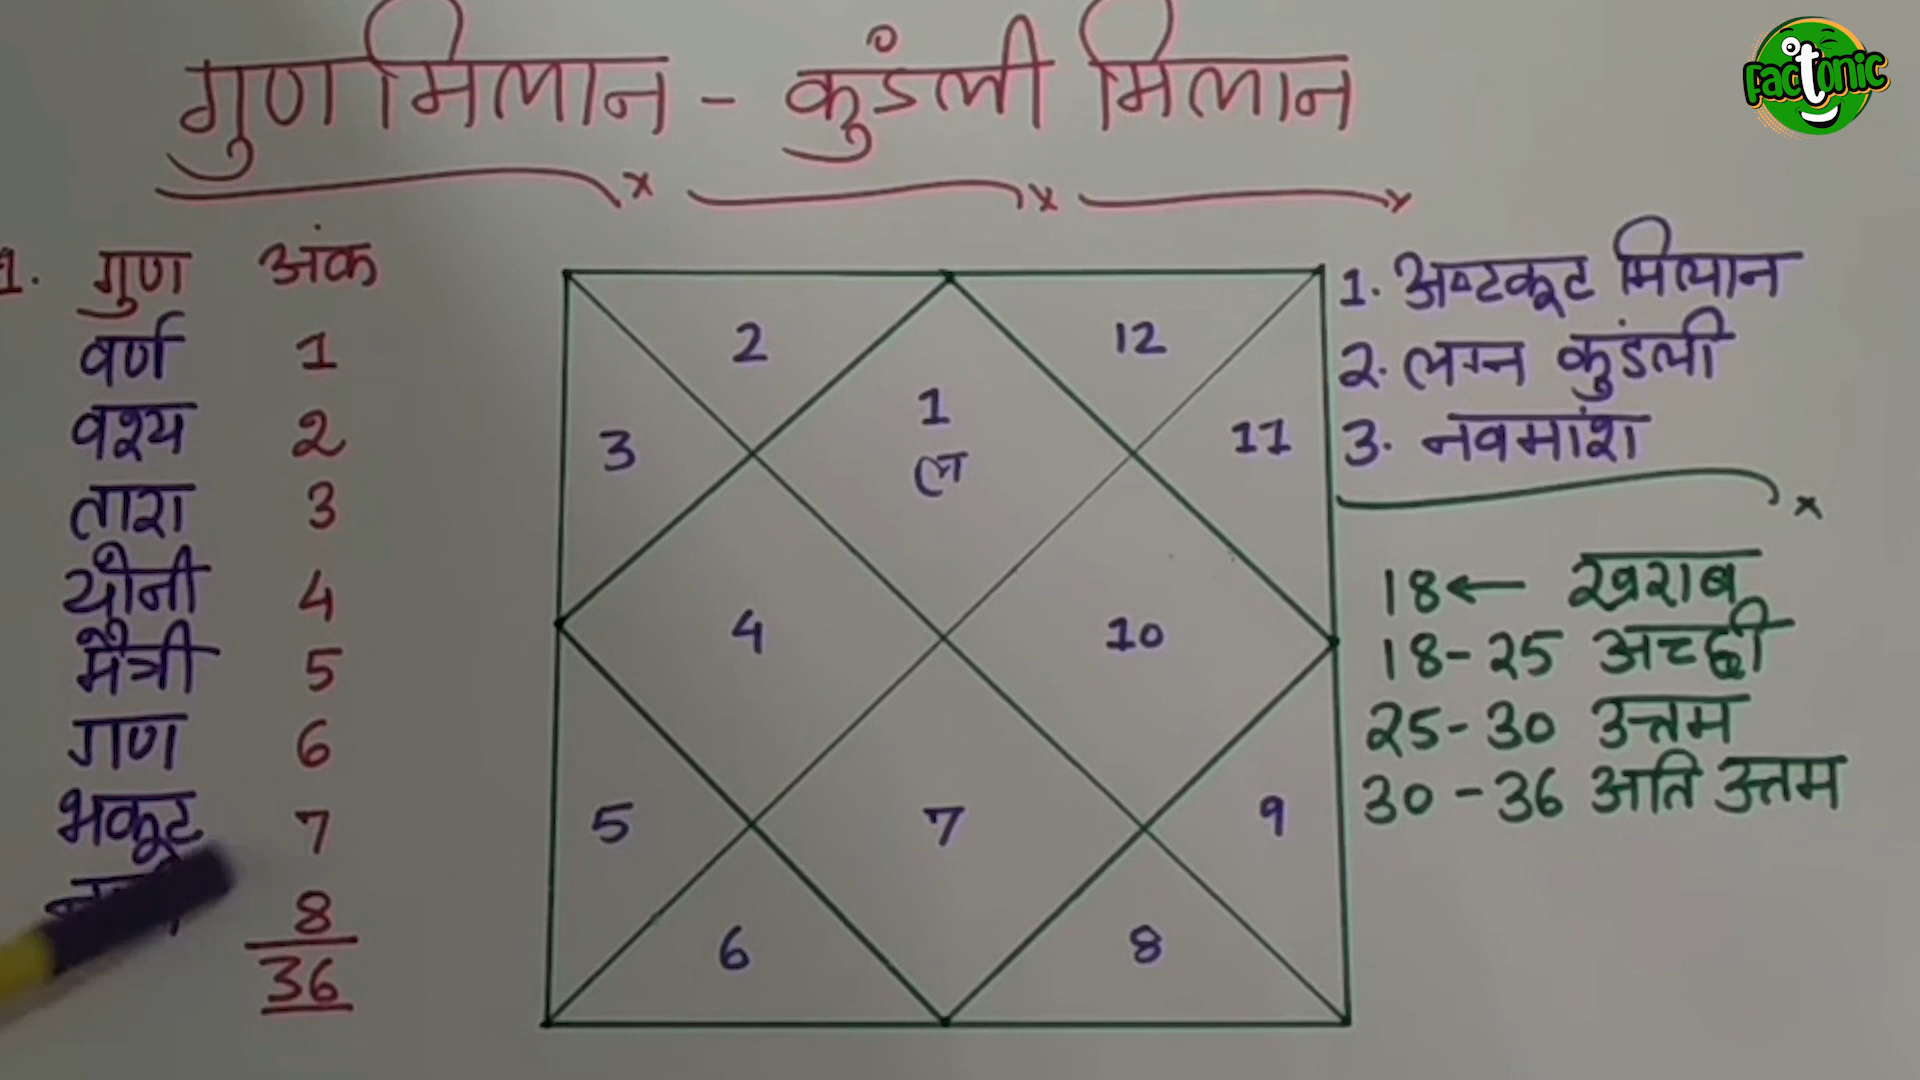 गुण मिलान - कुंडली मिलान
Factonic
1. गुण अंक
वर्ण 1
वश्य 2
तारा 3
योनी 4
मैत्री 5
गण 6
भकूट 7
8
36
2
12
3
1
ल
11
4
10
5
7
9
6
8
1. अष्टकूट मिलान
2. लग्न कुंडली
3. नवमांश
18← खराब
18-25 अच्छी
25-30 उत्तम
30-36 अति उत्तम